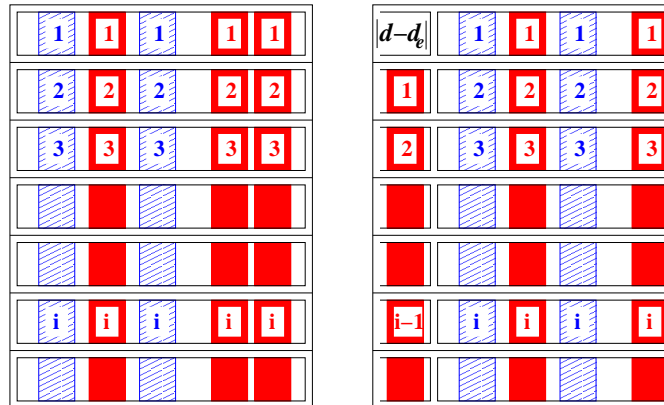 1 1 1 1 1 |d−dₑ| 1 1 1 1
2 2 2 2 2 1 2 2 2 2
3 3 3 3 3 2 3 3 3 3
i i i i i i−1 i i i i